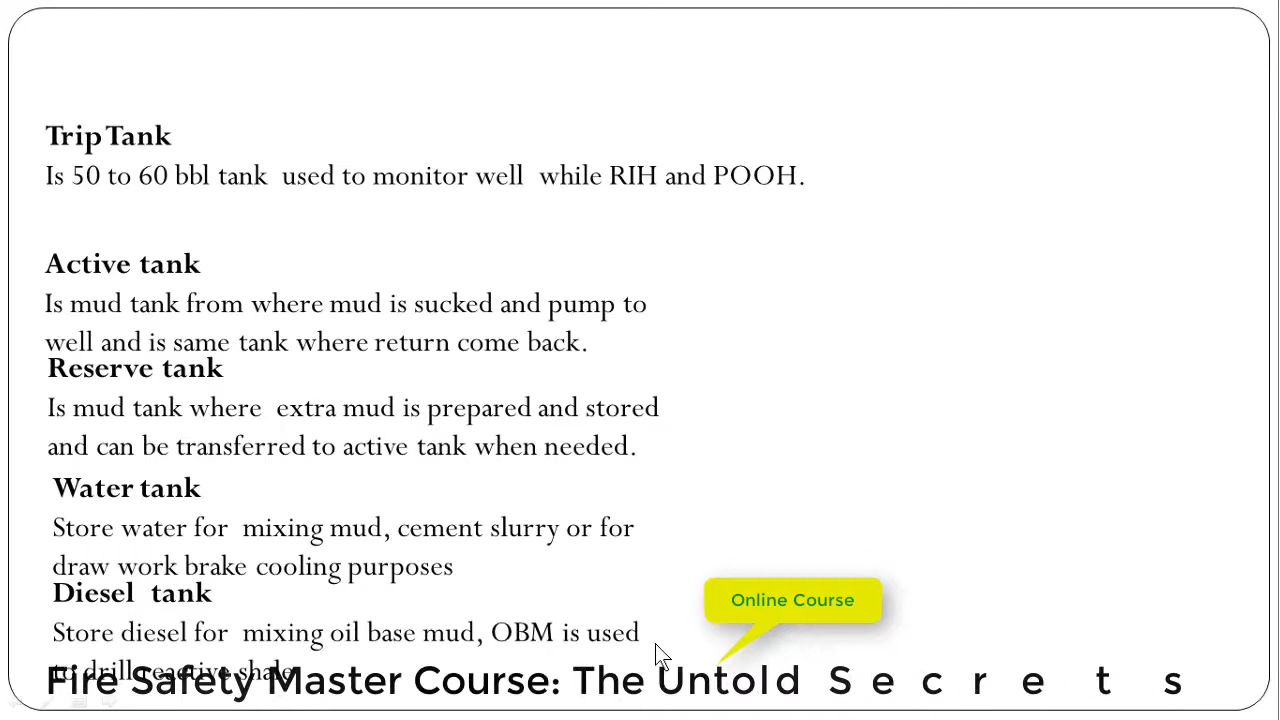 Trip Tank
Is 50 to 60 bbl tank used to monitor well while RIH and POOH.
Active tank
Is mud tank from where mud is sucked and pump to
well and is same tank where return come back.
Reserve tank
Is mud tank where extra mud is prepared and stored
and can be transferred to active tank when needed.
Water tank
Store water for mixing mud, cement slurry or for
draw work brake cooling purposes
Diesel tank
Store diesel for mixing oil base mud, OBM is used
to drill reactive shale
Online Course
Fire Safety Master Course: The Untold Secrets